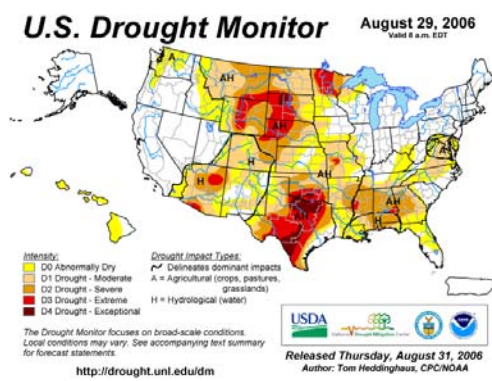 U.S. Drought Monitor
August 29, 2006
Valid 8 a.m. EDT
A
AH
AH
A
H
AH
H
AH
H
Intensity:
D0 Abnormally Dry
D1 Drought - Moderate
D2 Drought - Severe
D3 Drought - Extreme
D4 Drought - Exceptional
Drought Impact Types:
Delineates dominant impacts
A = Agricultural (crops, pastures,
grasslands)
H = Hydrological (water)
The Drought Monitor focuses on broad-scale conditions.
Local conditions may vary. See accompanying text summary
for forecast statements.
http://drought.unl.edu/dm
USDA
Released Thursday, August 31, 2006
Author: Tom Heddinghaus, CPC/NOAA